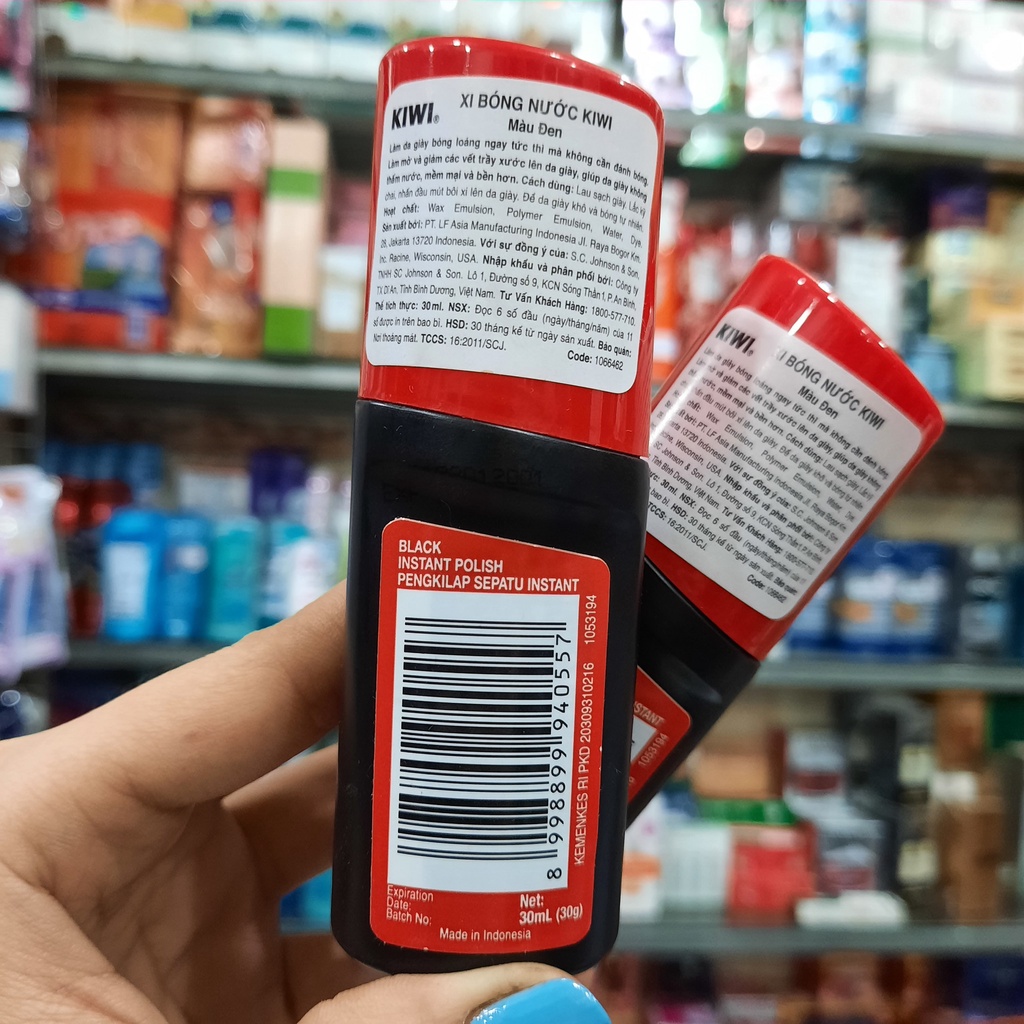 KIWI® XI BÓNG NƯỚC KIWI
Màu Đen
Làm da giày bóng loáng ngay tức thì mà không cần đánh bóng.
Làm mờ và giảm các vết trầy xước lên da giày, giúp da giày không
thấm nước, mềm mại và bền hơn. Cách dùng: Lau sạch giày. Lắc kỹ
chai, nhấn đầu mút bôi xi lên da giày. Để da giày khô và bóng tự nhiên.
Hoạt chất: Wax Emulsion, Polymer Emulsion, Water, Dye.
Sản xuất bởi: PT. LF Asia Manufacturing Indonesia Jl. Raya Bogor Km.
28, Jakarta 13720 Indonesia. Với sự đồng ý của: S.C. Johnson & Son,
Inc. Racine, Wisconsin, USA. Nhập khẩu và phân phối bởi: Công ty
TNHH SC Johnson & Son. Lô 1, Đường số 9, KCN Sóng Thần 1, P. An Bình,
TX Dĩ An, Tỉnh Bình Dương, Việt Nam. Tư Vấn Khách Hàng: 1800-577-710.
Thể tích thực: 30ml. NSX: Đọc 6 số đầu (ngày/tháng/năm) của 11
số được in trên bao bì. HSD: 30 tháng kể từ ngày sản xuất. Bảo quản:
Nơi thoáng mát. TCCS: 16:2011/SCJ. Code: 1066462
BLACK
INSTANT POLISH
PENGKILAP SEPATU INSTANT
8 998899 940557
KEMENKES RI PKD 20309310216 1053194
Expiration
Date:
Batch No:
Net:
30mL (30g)
Made in Indonesia
KIWI® XI BÓNG NƯỚC KIWI
Màu Đen
TCCS: 16:2011/SCJ. Code: 1066462
INSTANT
1053194